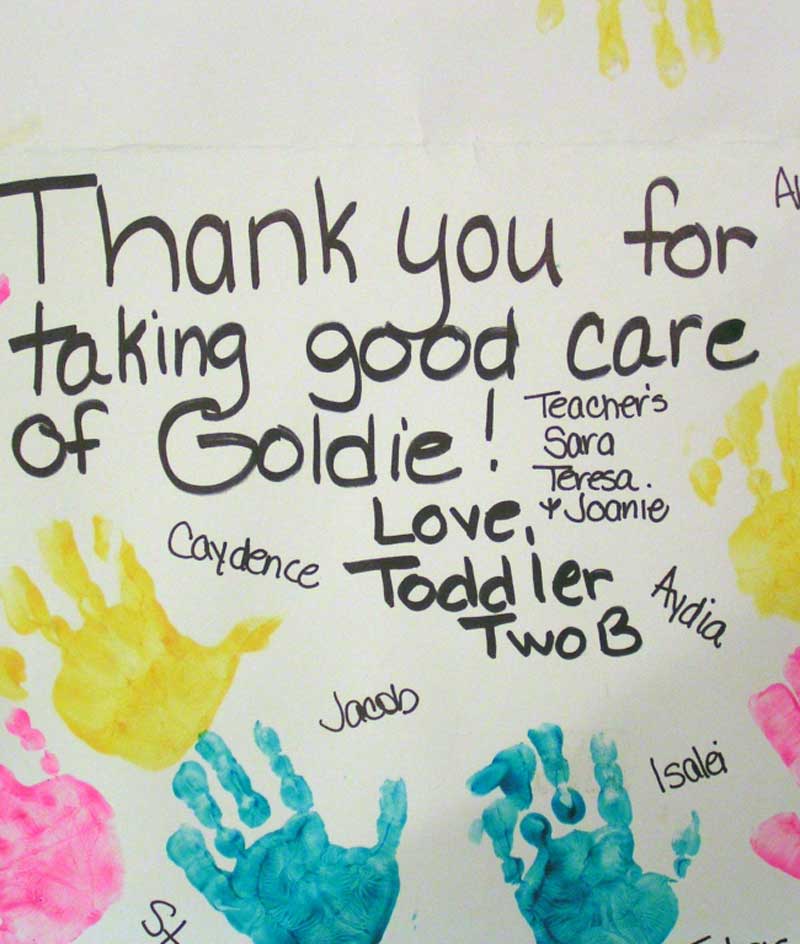 Thank you for
taking good care
of Goldie!
Teacher's
Sara
Teresa.
& Joanie
Love,
Toddler
Two B
Caydence
Aydia
Jacob
Isalei